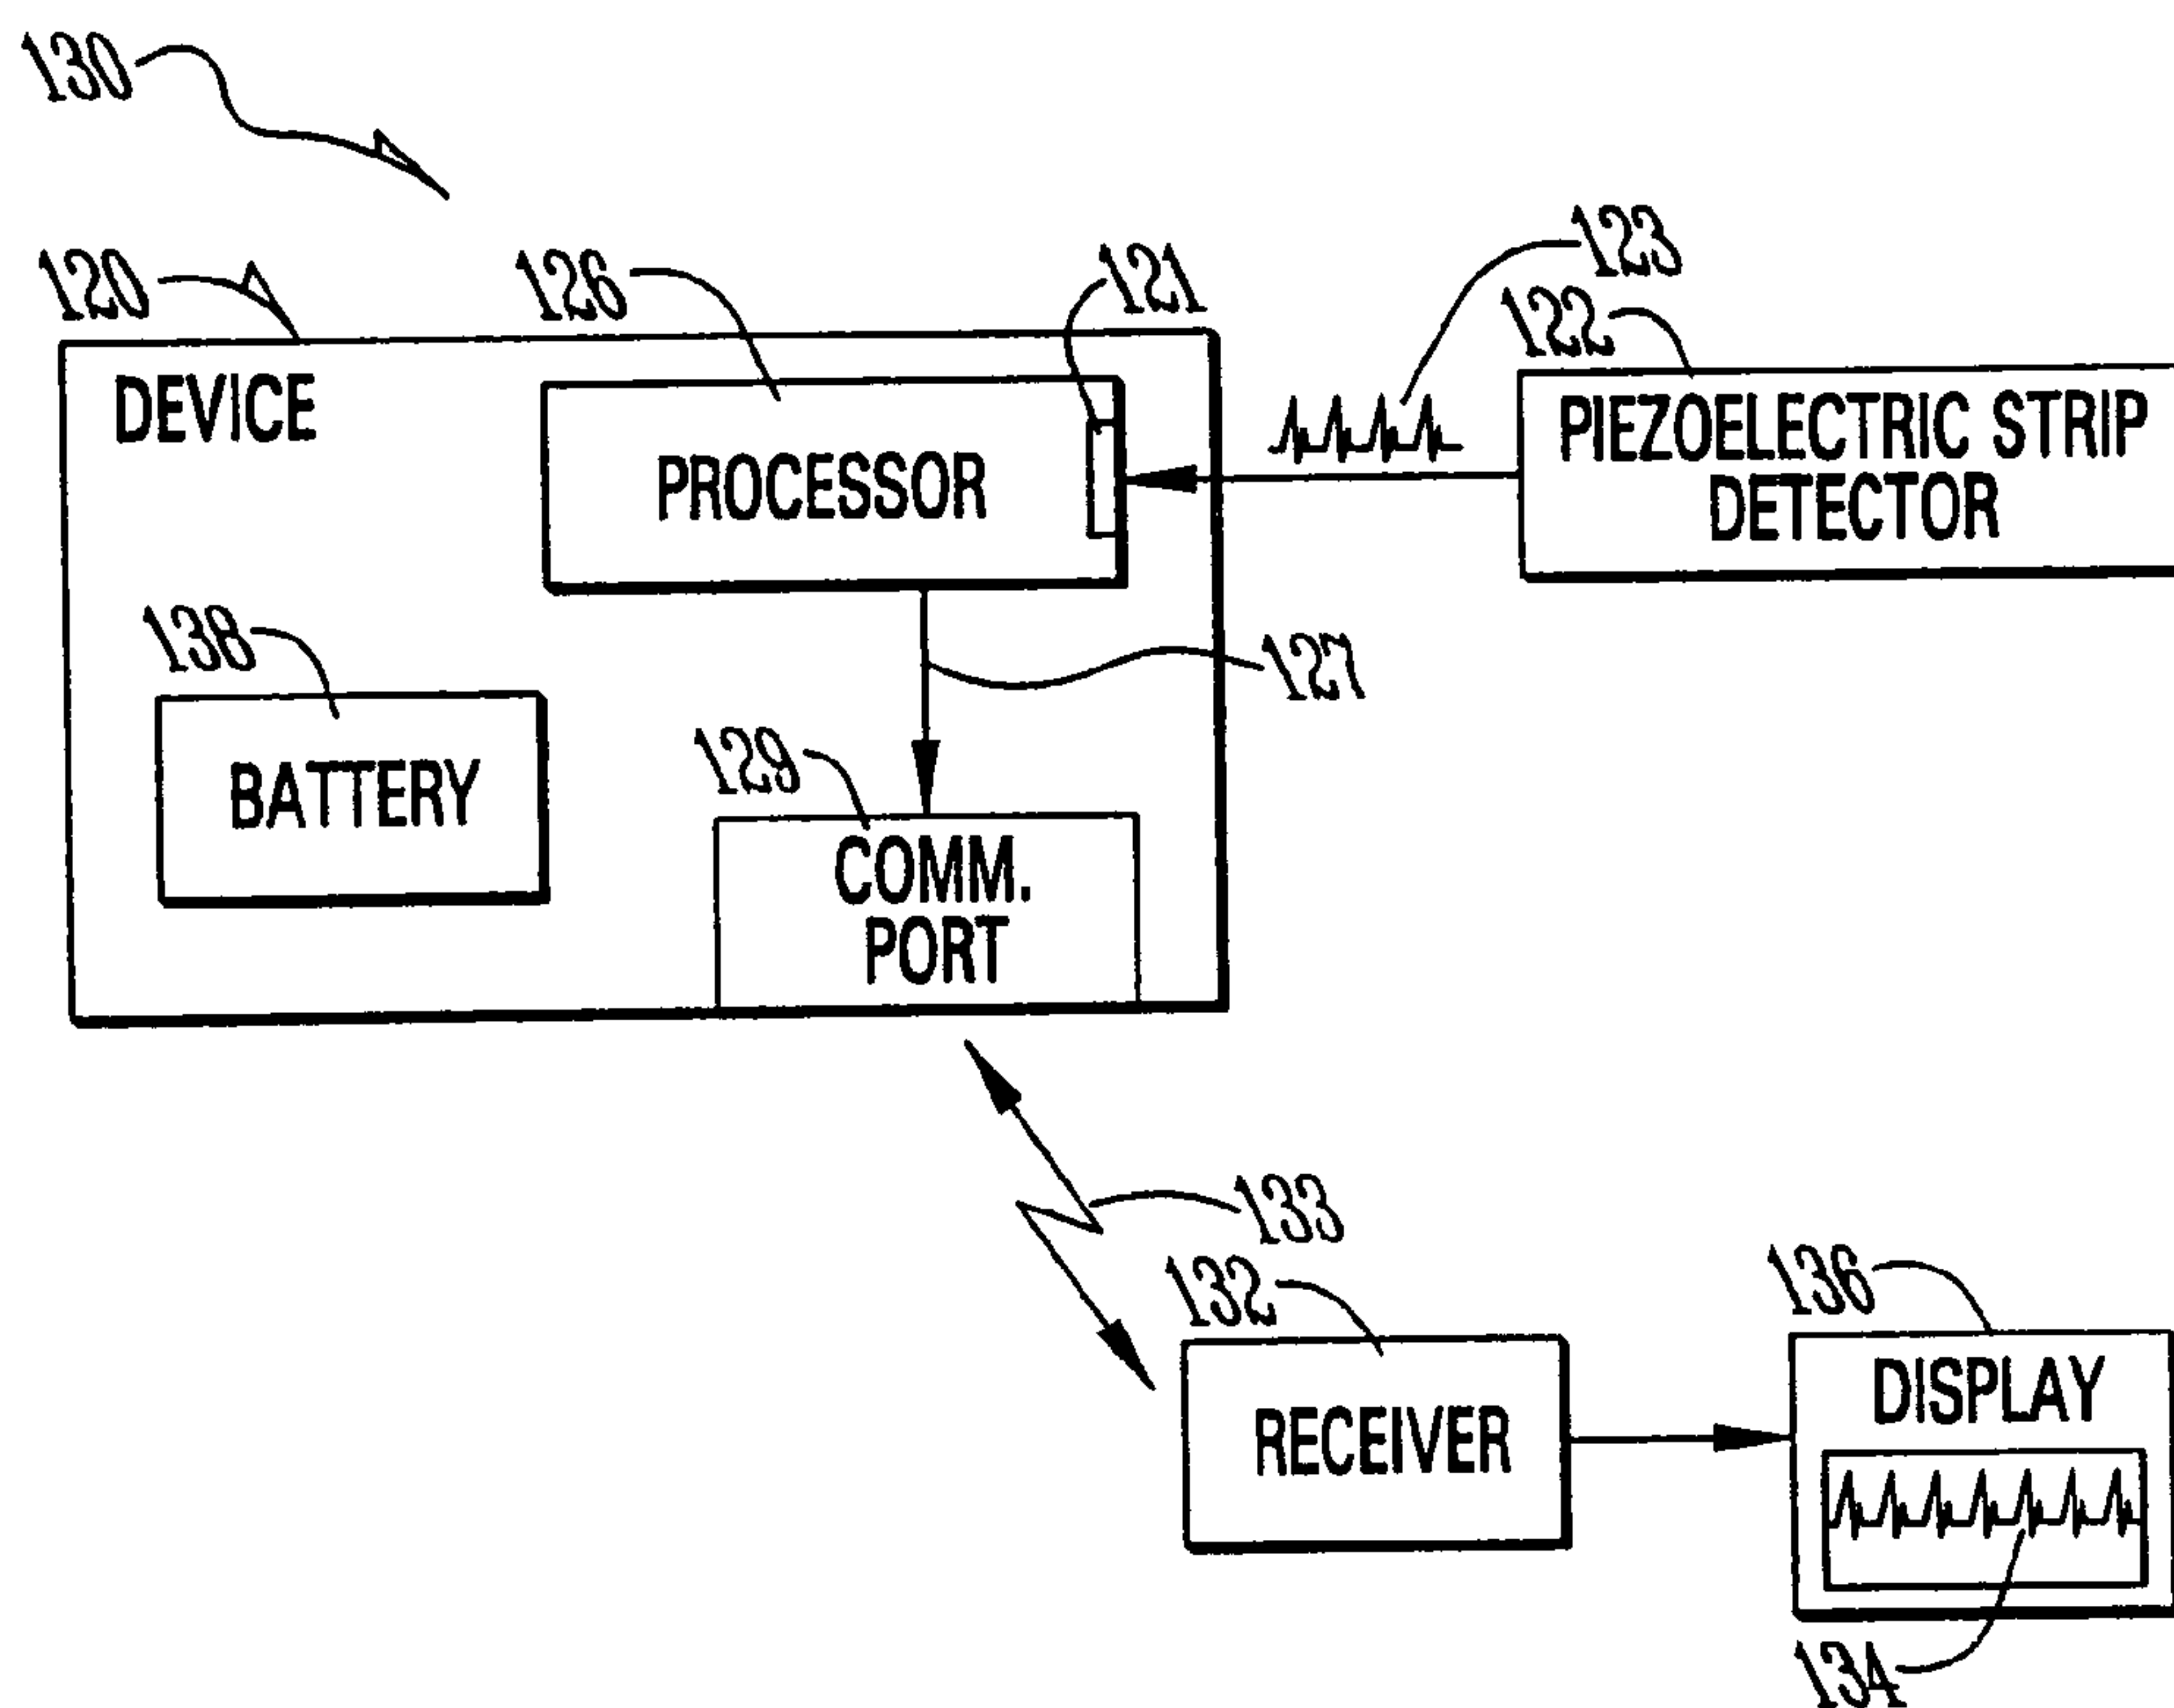 130
120
126
121
123
122
DEVICE
PROCESSOR
PIEZOELECTRIC STRIP
DETECTOR
138
127
129
BATTERY
COMM.
PORT
133
132
136
RECEIVER
DISPLAY
134